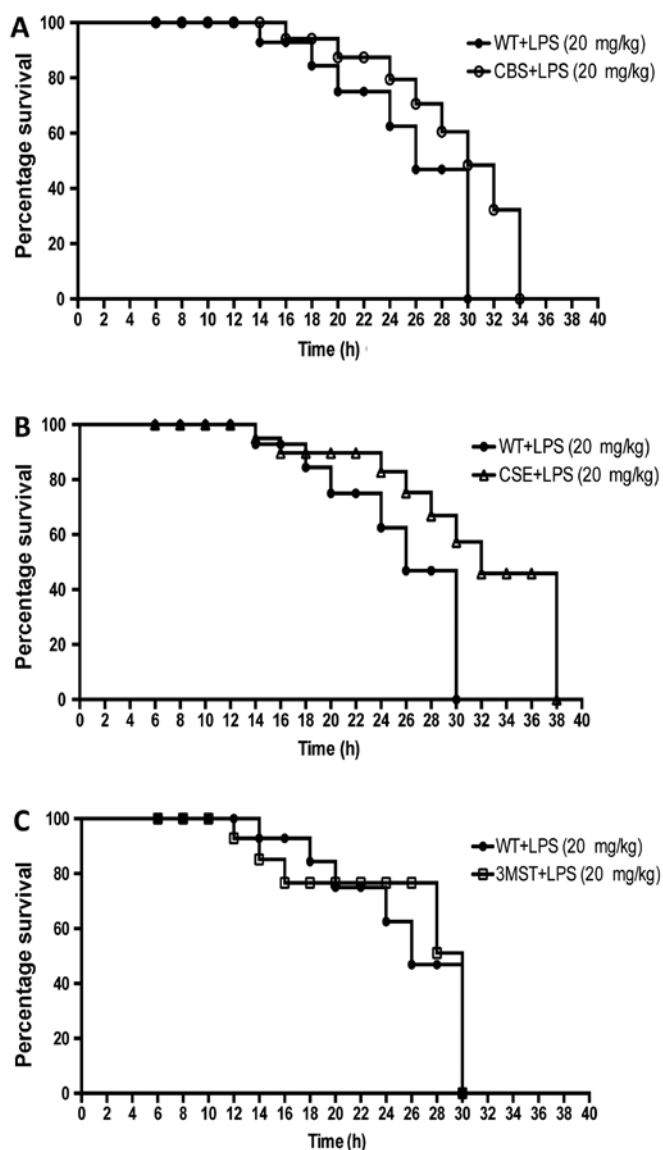 A
WT+LPS (20 mg/kg)
CBS+LPS (20 mg/kg)
Percentage survival
100
80
60
40
20
0
0 2 4 6 8 10 12 14 16 18 20 22 24 26 28 30 32 34 36 38 40
Time (h)
B
WT+LPS (20 mg/kg)
CSE+LPS (20 mg/kg)
Percentage survival
100
80
60
40
20
0
0 2 4 6 8 10 12 14 16 18 20 22 24 26 28 30 32 34 36 38 40
Time (h)
C
WT+LPS (20 mg/kg)
3MST+LPS (20 mg/kg)
Percentage survival
100
80
60
40
20
0
0 2 4 6 8 10 12 14 16 18 20 22 24 26 28 30 32 34 36 38 40
Time (h)